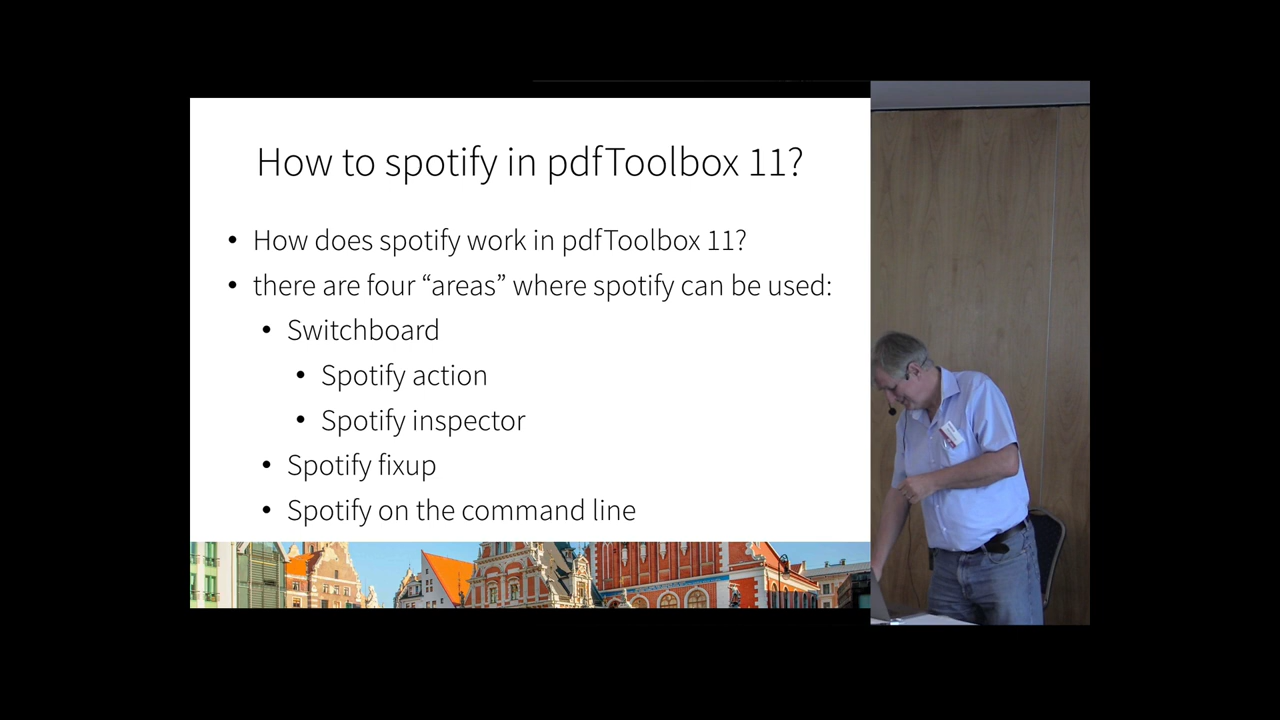 How to spotify in pdfToolbox 11?
• How does spotify work in pdfToolbox 11?
• there are four “areas” where spotify can be used:
• Switchboard
• Spotify action
• Spotify inspector
• Spotify fixup
• Spotify on the command line